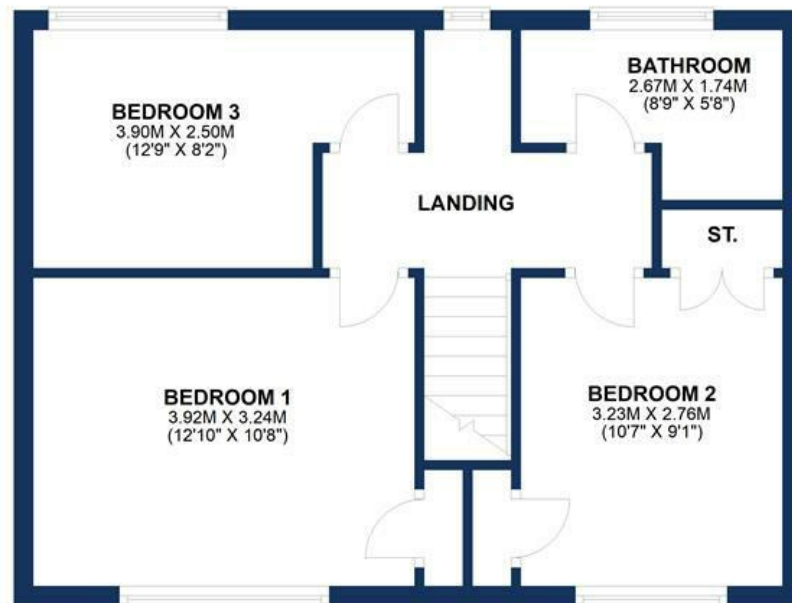 BEDROOM 3
3.90M X 2.50M
(12'9" X 8'2")
BATHROOM
2.67M X 1.74M
(8'9" X 5'8")
LANDING
ST.
BEDROOM 1
3.92M X 3.24M
(12'10" X 10'8")
BEDROOM 2
3.23M X 2.76M
(10'7" X 9'1")